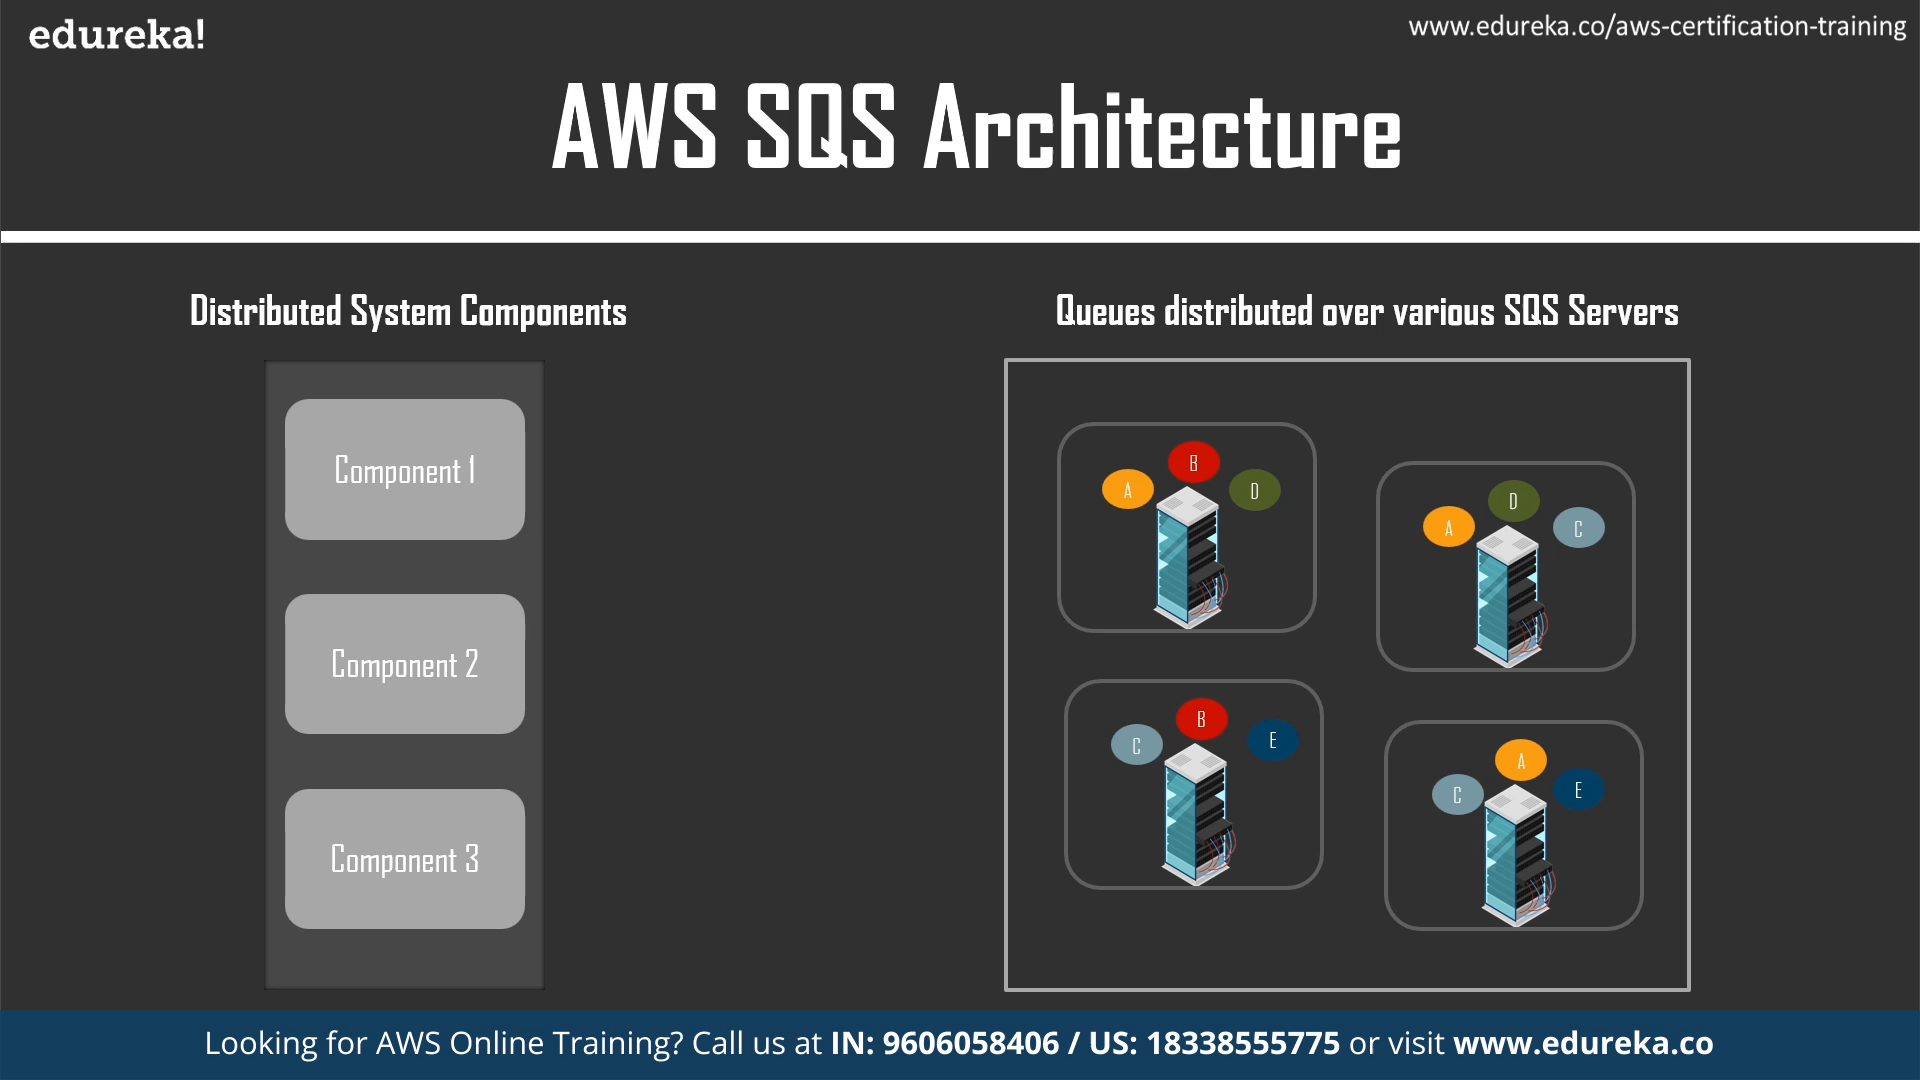 edureka!
www.edureka.co/aws-certification-training
AWS SQS Architecture
Distributed System Components
Component 1
Component 2
Component 3
Queues distributed over various SQS Servers
A
B
D
A
D
C
C
B
E
C
A
E
Looking for AWS Online Training? Call us at IN: 9606058406 / US: 18338555775 or visit www.edureka.co